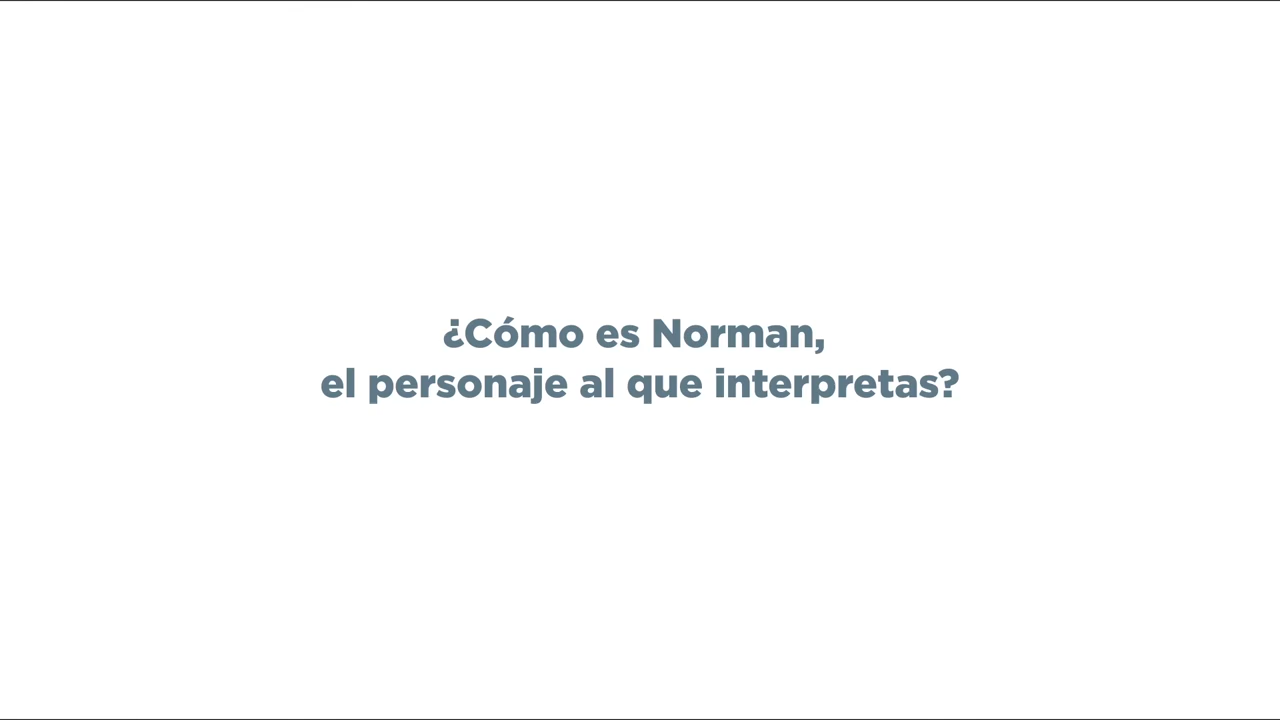 ¿Cómo es Norman,
el personaje al que interpretas?